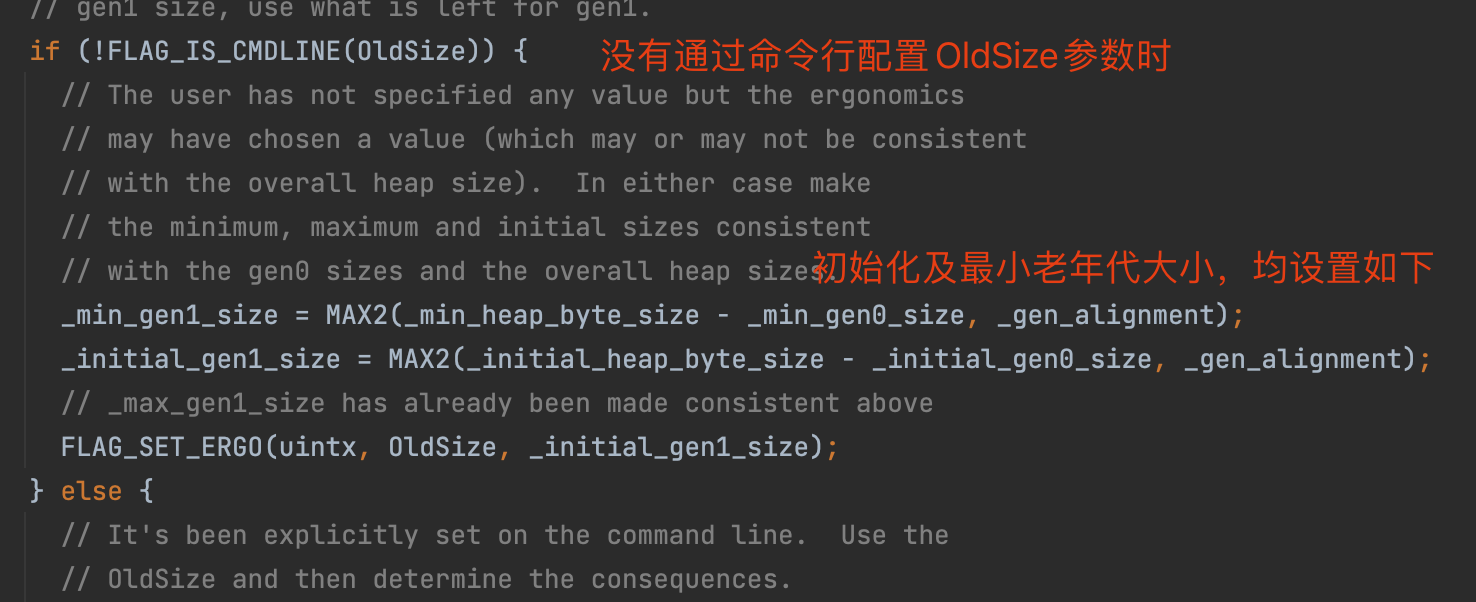 // gen1 size, use what is left for gen1.
if (!FLAG_IS_CMDLINE(OldSize)) { 没有通过命令行配置OldSize参数时
// The user has not specified any value but the ergonomics
// may have chosen a value (which may or may not be consistent
// with the overall heap size).  In either case make
// the minimum, maximum and initial sizes consistent
// with the gen0 sizes and the overall heap sizes. 初始化及最小老年代大小，均设置如下
_min_gen1_size = MAX2(_min_heap_byte_size - _min_gen0_size, _gen_alignment);
_initial_gen1_size = MAX2(_initial_heap_byte_size - _initial_gen0_size, _gen_alignment);
// _max_gen1_size has already been made consistent above
FLAG_SET_ERGO(uintx, OldSize, _initial_gen1_size);
} else {
// It's been explicitly set on the command line.  Use the
// OldSize and then determine the consequences.